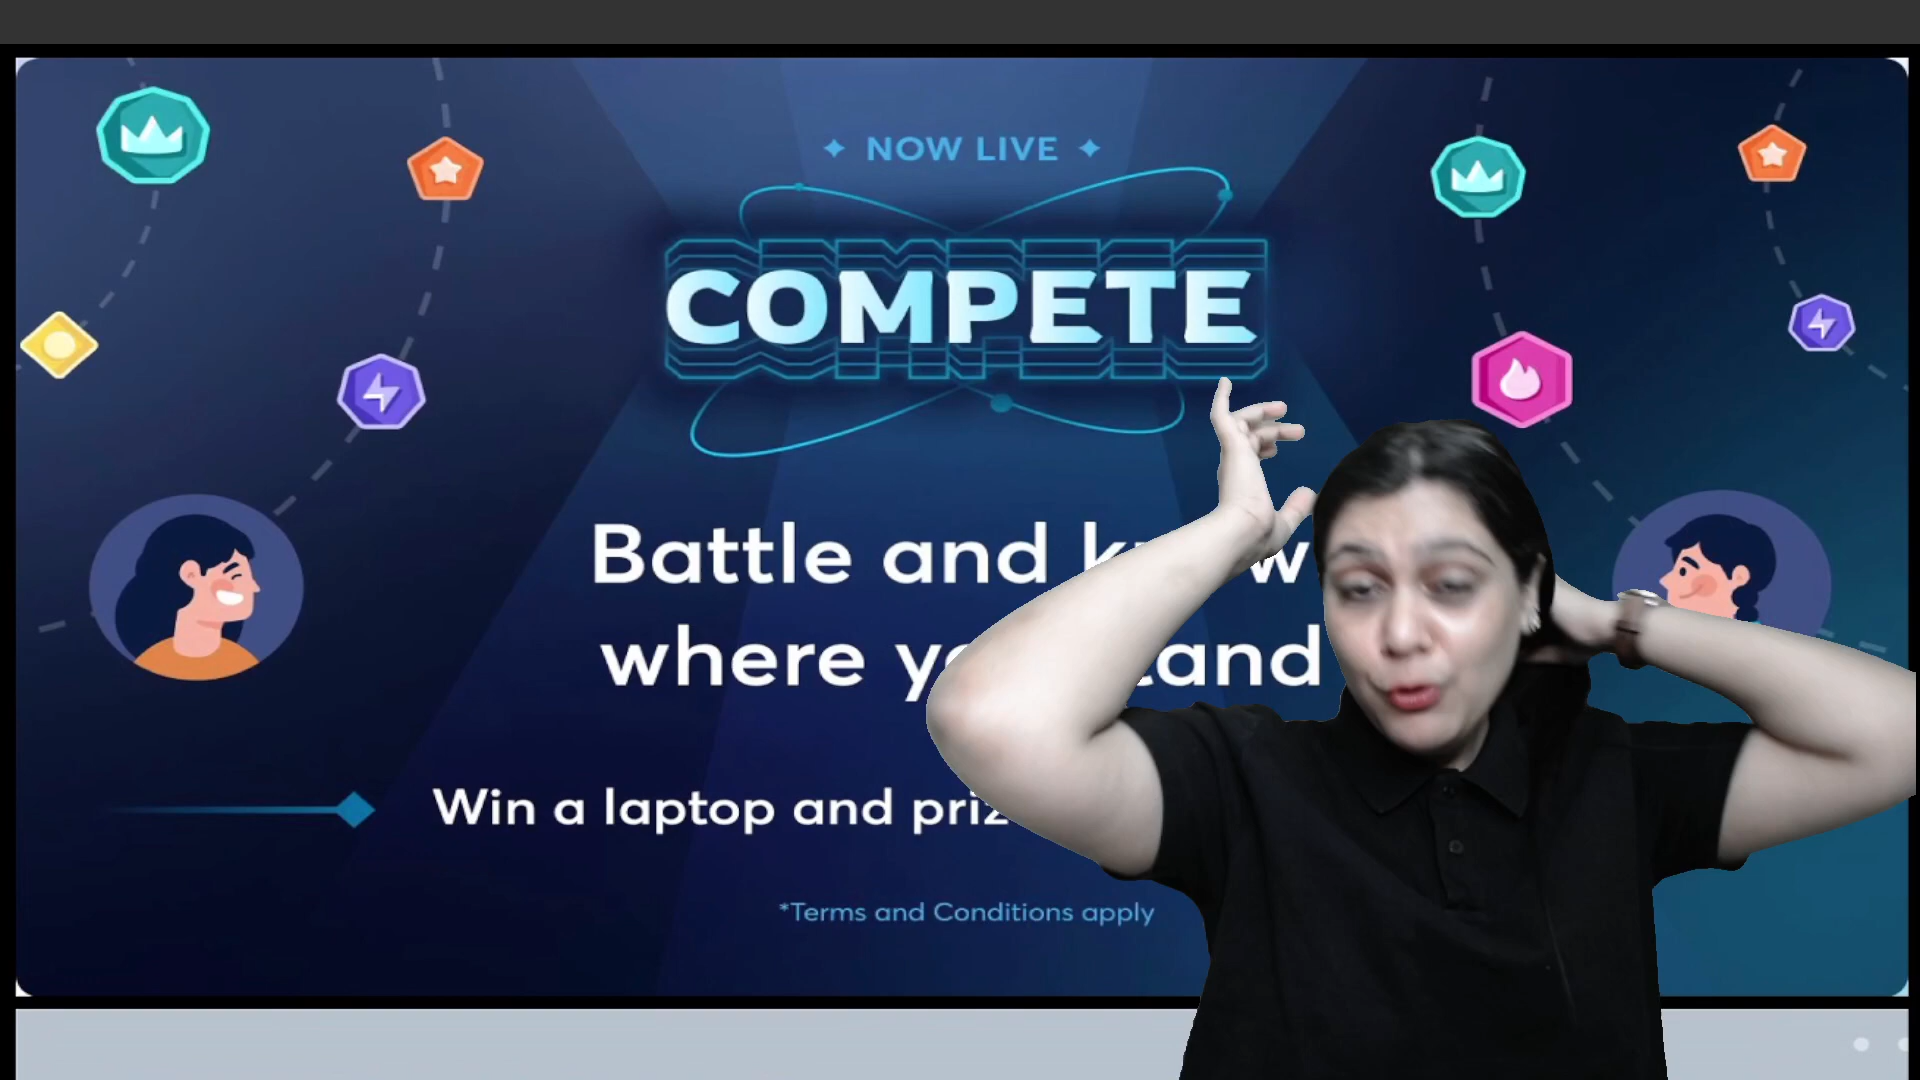 NOW LIVE
COMPETE
Battle and
where
Win a laptop and
*Terms and Conditions apply